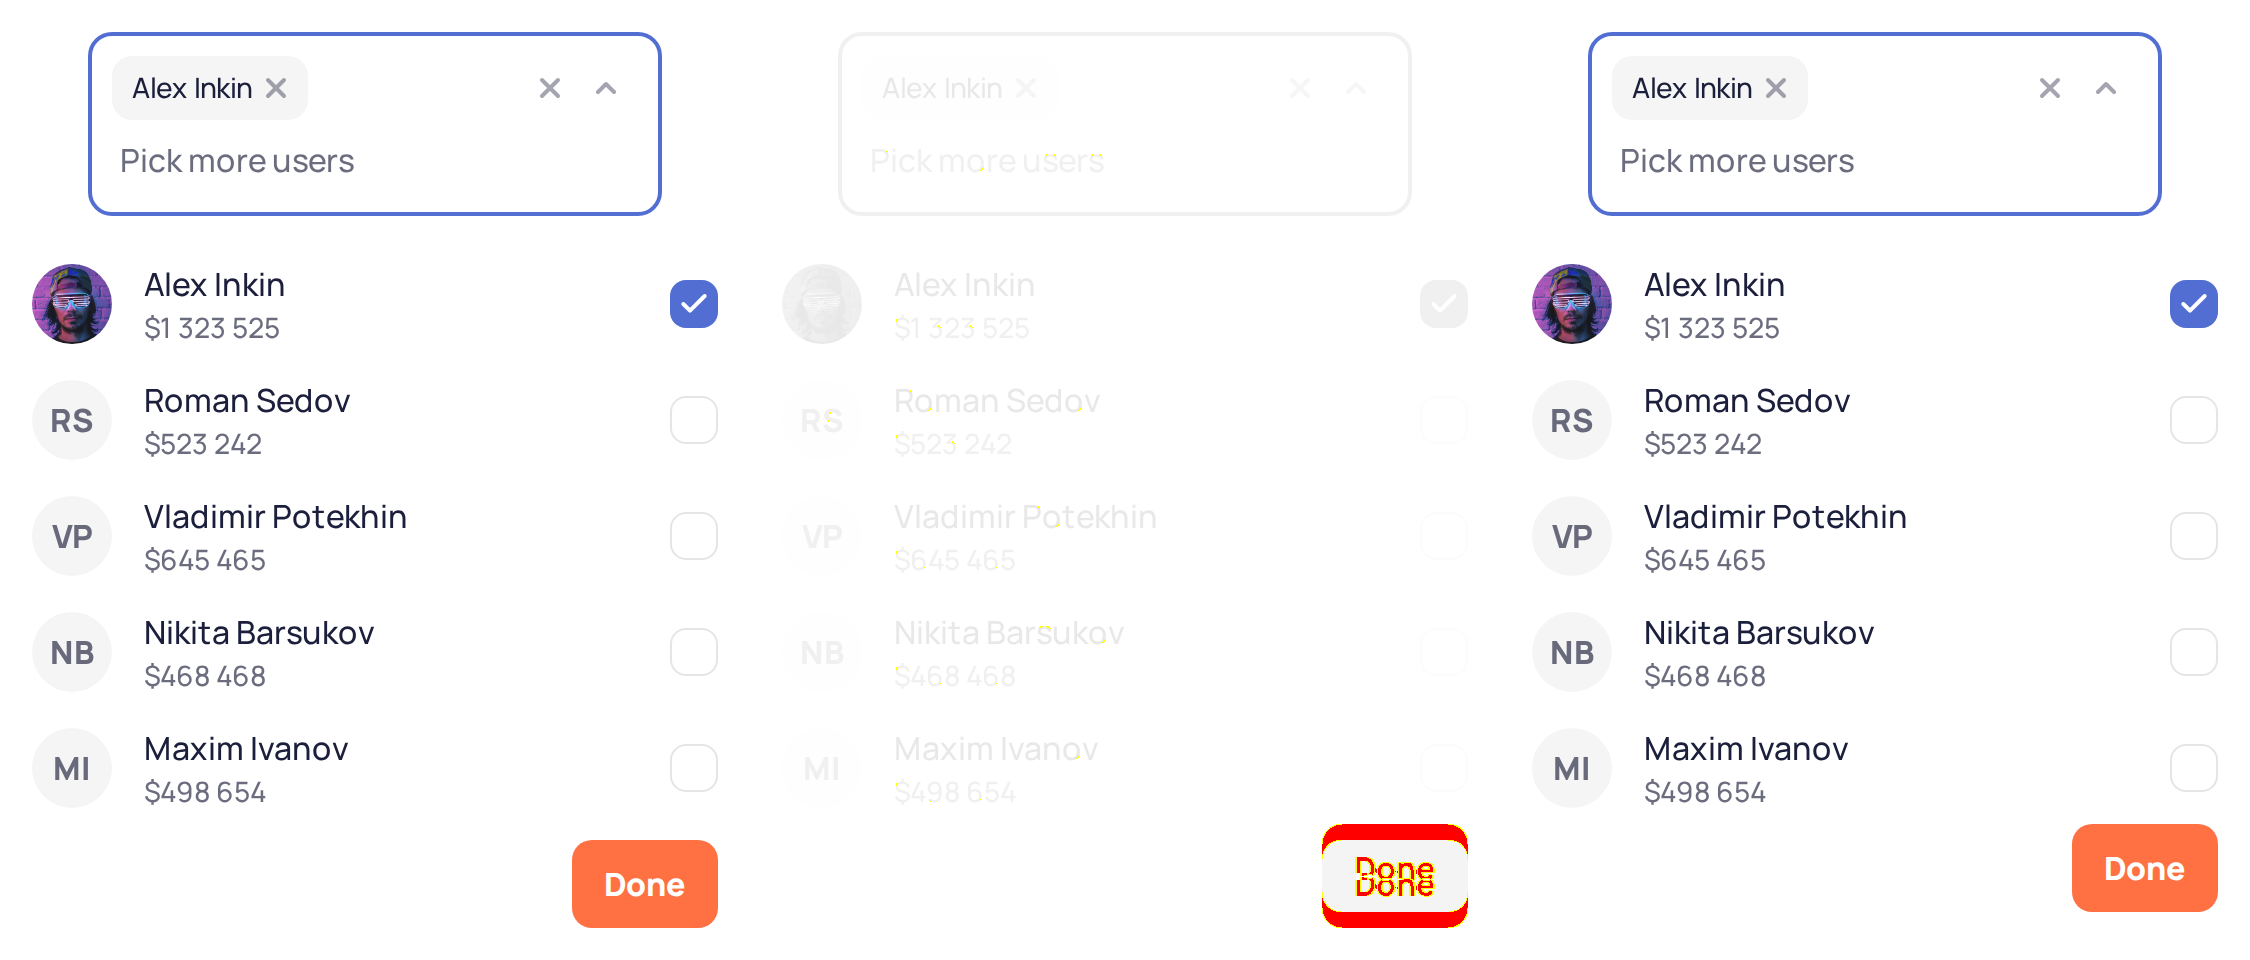 Alex Inkin
Pick more users
Alex Inkin
$1 323 525
RS
Roman Sedov
$523 242
VP
Vladimir Potekhin
$645 465
NB
Nikita Barsukov
$468 468
MI
Maxim Ivanov
$498 654
Done
Alex Inkin
Pick more users
Alex Inkin
$1 323 525
RS
Roman Sedov
$523 242
VP
Vladimir Potekhin
$645 465
NB
Nikita Barsukov
$468 468
MI
Maxim Ivanov
$498 654
Done
Done
Alex Inkin
Pick more users
Alex Inkin
$1 323 525
RS
Roman Sedov
$523 242
VP
Vladimir Potekhin
$645 465
NB
Nikita Barsukov
$468 468
MI
Maxim Ivanov
$498 654
Done